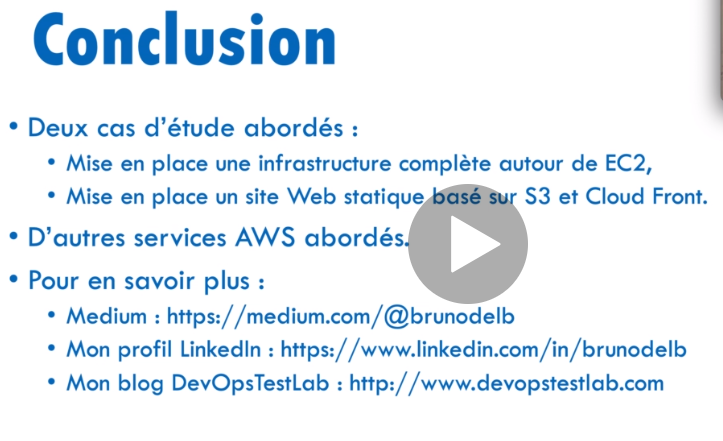 Conclusion
• Deux cas d'étude abordés :
• Mise en place une infrastructure complète autour de EC2,
• Mise en place un site Web statique basé sur S3 et Cloud Front.
• D'autres services AWS abordés.
• Pour en savoir plus :
• Medium : https://medium.com/@brunodelb
• Mon profil LinkedIn : https://www.linkedin.com/in/brunodelb
• Mon blog DevOpsTestLab : http://www.devopstestlab.com